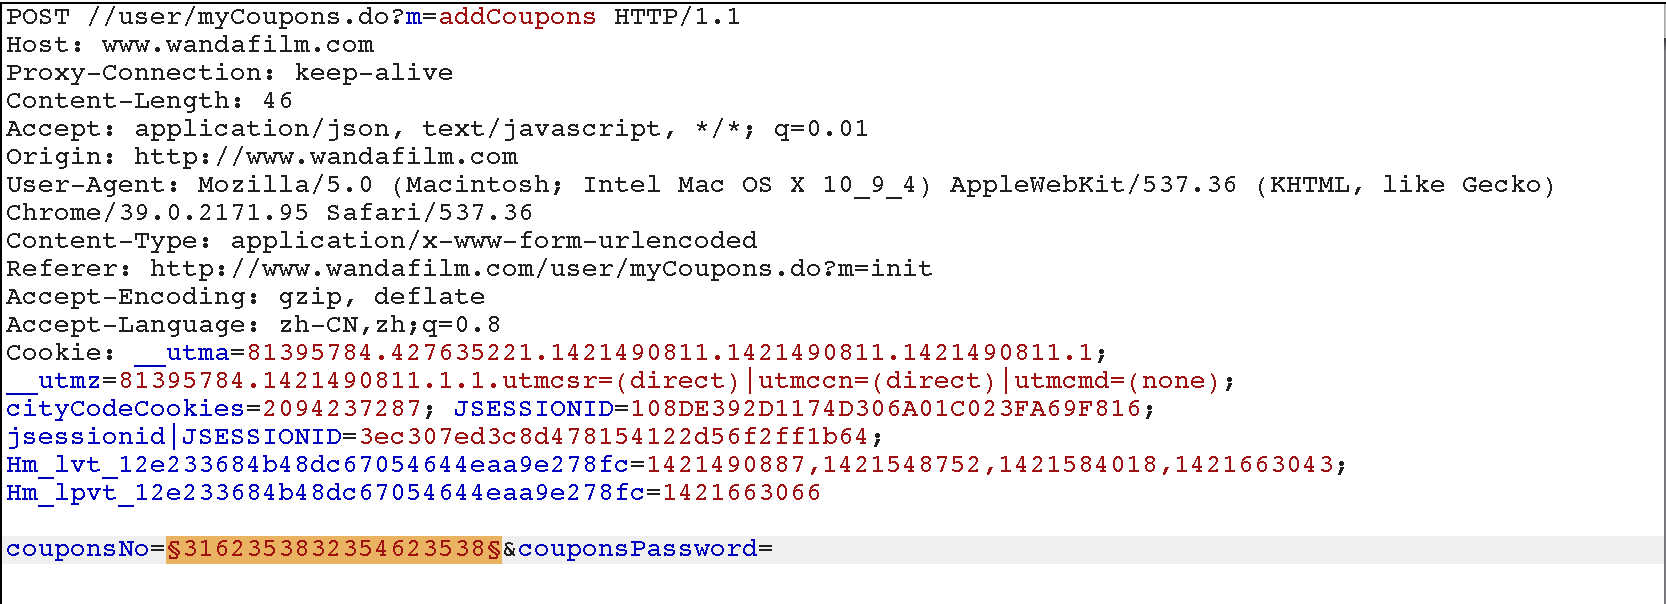 POST //user/myCoupons.do?m=addCoupons HTTP/1.1
Host: www.wandafilm.com
Proxy-Connection: keep-alive
Content-Length: 46
Accept: application/json, text/javascript, */*; q=0.01
Origin: http://www.wandafilm.com
User-Agent: Mozilla/5.0 (Macintosh; Intel Mac OS X 10_9_4) AppleWebKit/537.36 (KHTML, like Gecko)
Chrome/39.0.2171.95 Safari/537.36
Content-Type: application/x-www-form-urlencoded
Referer: http://www.wandafilm.com/user/myCoupons.do?m=init
Accept-Encoding: gzip, deflate
Accept-Language: zh-CN,zh;q=0.8
Cookie: __utma=81395784.427635221.1421490811.1421490811.1421490811.1;
__utmz=81395784.1421490811.1.1.utmcsr=(direct)|utmccn=(direct)|utmcmd=(none);
cityCodeCookies=2094237287; JSESSIONID=108DE392D1174D306A01C023FA69F816;
jsessionid|JSESSIONID=3ec307ed3c8d478154122d56f2ff1b64;
Hm_lvt_12e233684b48dc67054644eaa9e278fc=1421490887,1421548752,1421584018,1421663043;
Hm_lpvt_12e233684b48dc67054644eaa9e278fc=1421663066
couponsNo=§3162353832354623538§&couponsPassword=